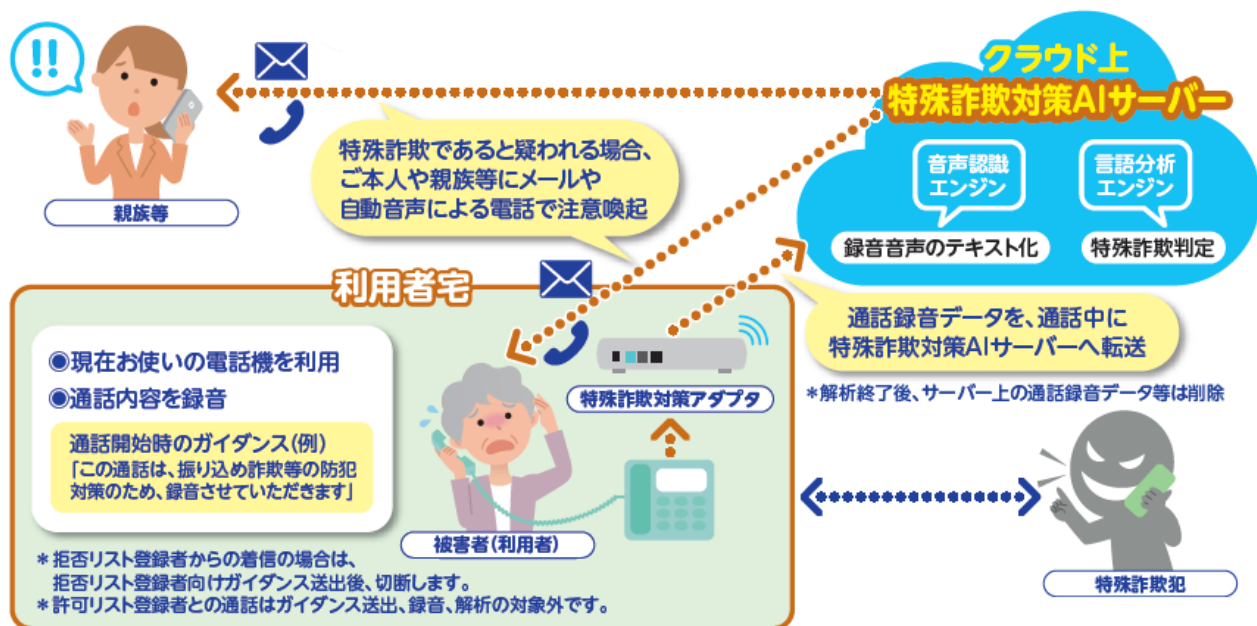 !!
親族等
クラウド上
特殊詐欺対策AIサーバー
音声認識
エンジン
言語分析
エンジン
録音音声のテキスト化
特殊詐欺判定
特殊詐欺であると疑われる場合、
ご本人や親族等にメールや
自動音声による電話で注意喚起
通話録音データを、通話中に
特殊詐欺対策AIサーバーへ転送
*解析終了後、サーバー上の通話録音データ等は削除
利用者宅
◉現在お使いの電話機を利用
◉通話内容を録音
通話開始時のガイダンス(例)
「この通話は、振り込め詐欺等の防犯
対策のため、録音させていただきます」
特殊詐欺対策アダプタ
被害者(利用者)
*拒否リスト登録者からの着信の場合は、
拒否リスト登録者向けガイダンス送出後、切断します。
*許可リスト登録者との通話はガイダンス送出、録音、解析の対象外です。
特殊詐欺犯